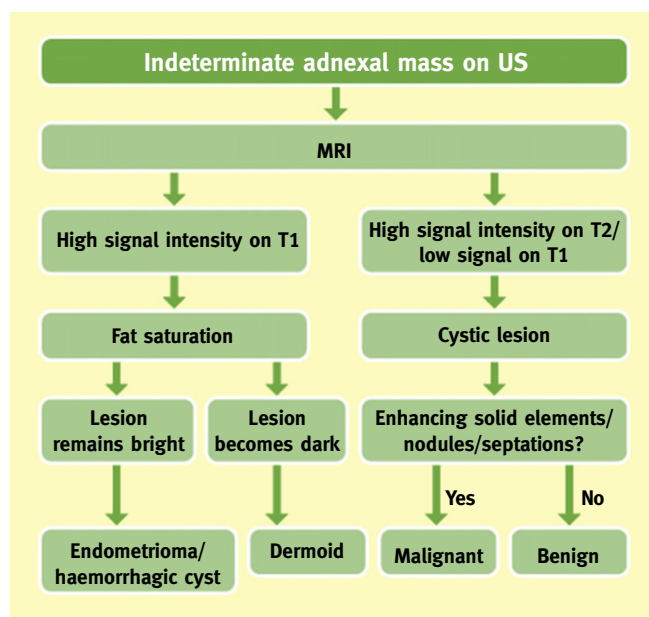 Indeterminate adnexal mass on US
MRI
High signal intensity on T1
High signal intensity on T2/
low signal on T1
Fat saturation
Cystic lesion
Lesion
remains bright
Lesion
becomes dark
Enhancing solid elements/
nodules/septations?
Yes
No
Endometrioma/
haemorrhagic cyst
Dermoid
Malignant
Benign